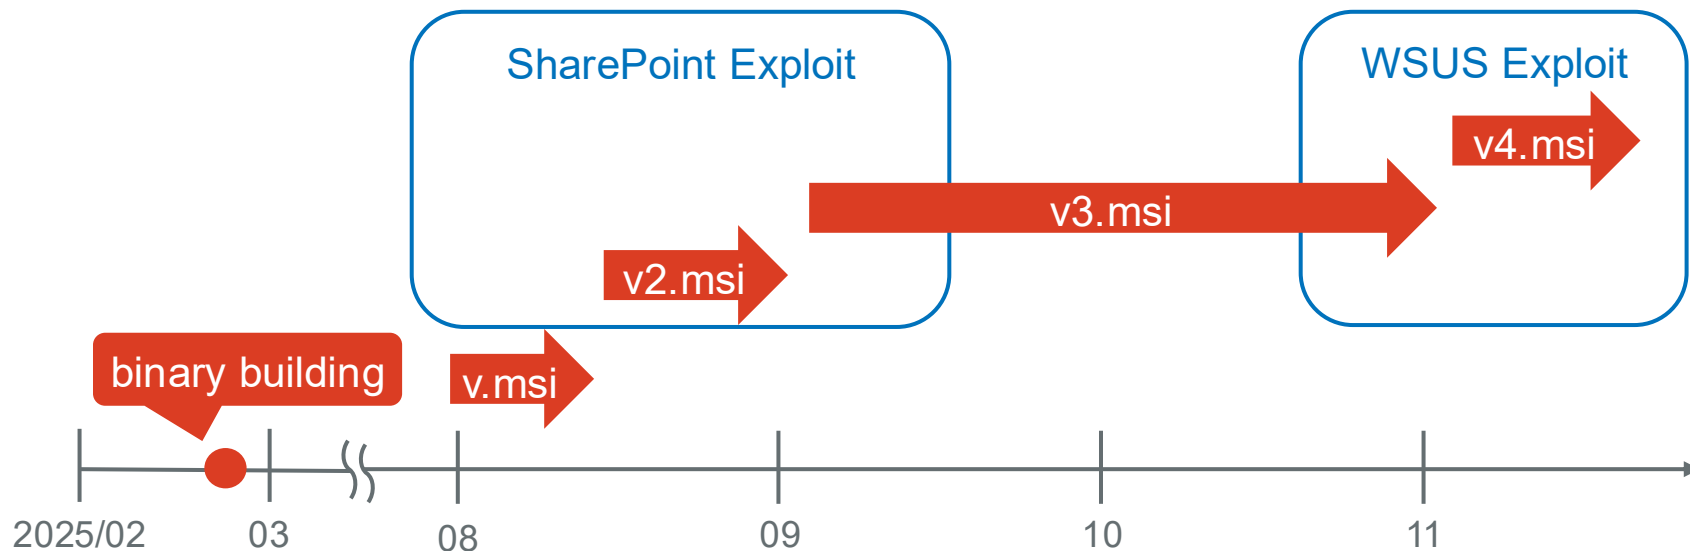 SharePoint Exploit
WSUS Exploit
v4.msi
v3.msi
v2.msi
binary building
v.msi
2025/02
03
08
09
10
11